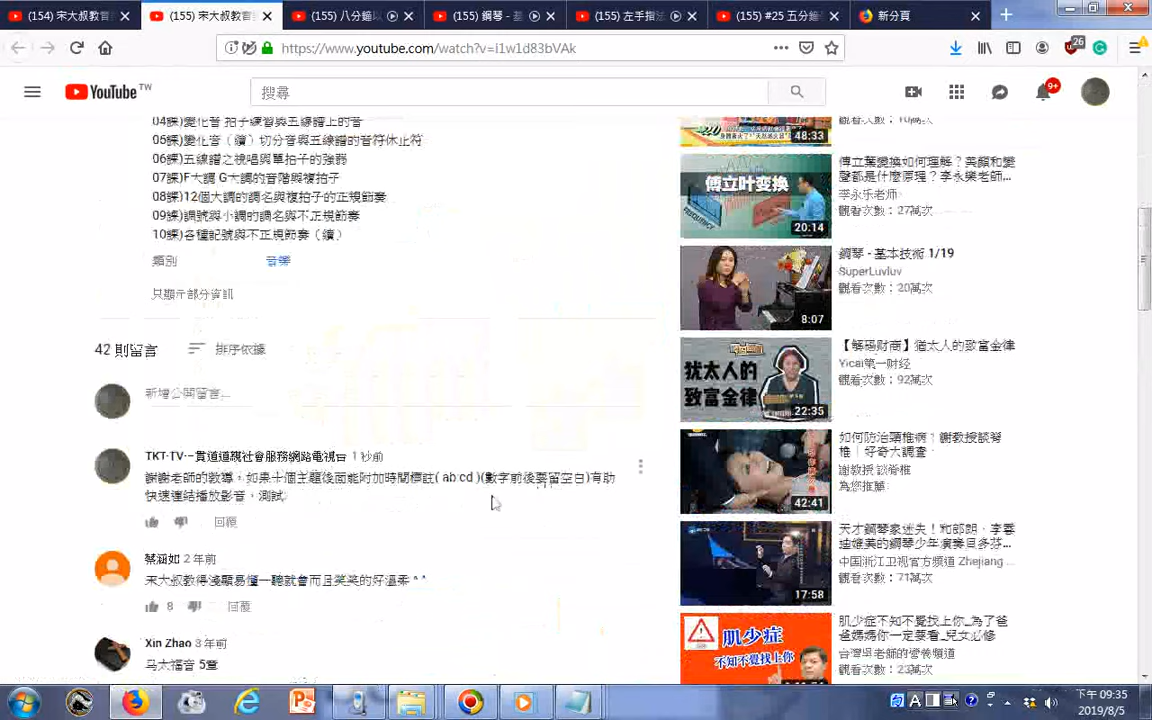 (154) 宋大叔教音
(155) 宋大叔教音
(155) 八分鐘
(155) 鋼琴 - 基
(155) 左手指
(155) #25 五分鐘
新分頁
https://www.youtube.com/watch?v=l1w1d83bVAk
26
YouTube TW
搜尋
9+
04課)變化音 拍子練習與五線譜上的音
05課)變化音（續）切分音與五線譜的音符休止符
06課)五線譜之視唱與單拍子的強弱
07課)F大調 G大調的音階與複拍子
08課)12個大調的調名與複拍子的正規節奏
09課)調號與小調的調名與不正規節奏
10課)各種記號與不正規節奏（續）
類別 音樂
只顯示部分資訊
42 則留言 排序依據
新增公開留言...
TKT-TV-一貫道道親社會服務網路電視台 1 秒前
謝謝老師的教導，如果十個主題後面能附加時間標註( ab:cd )(數字前後要留空白)有助
快速連結播放影音，測試
回覆
蔡涵如 2 年前
宋大叔教得淺顯易懂一聽就會而且笑笑的好溫柔 ^ ^
8 回覆
Xin Zhao 3 年前
马太福音 5章
48:33
傅立葉變換如何理解？美顏和變
聲都是什麼原理？李永樂老師...
李永乐老师
觀看次數：27萬次
傅立叶变换
FREQUENCY
20:14
鋼琴 - 基本技術 1/19
SuperLuvluv
觀看次數：20萬次
8:07
【解碼財商】猶太人的致富金律
Yicai第一财经
觀看次數：92萬次
犹太人的
致富金律
22:35
如何防治頸椎病！謝教授談脊
椎｜好奇大調查。
謝教授 談脊椎
為您推薦
42:41
天才鋼琴家迷失！和郎朗、李雲
迪媲美的鋼琴少年演奏貝多芬...
中国浙江卫视官方频道 Zhejiang ...
觀看次數：71萬次
17:58
肌少症不知不覺找上你_為了爸
爸媽媽你一定要看_兒女必修
台灣吳老師的營養頻道
觀看次數：23萬次
肌少症
不知不覺找上你
下午 09:35
2019/8/5